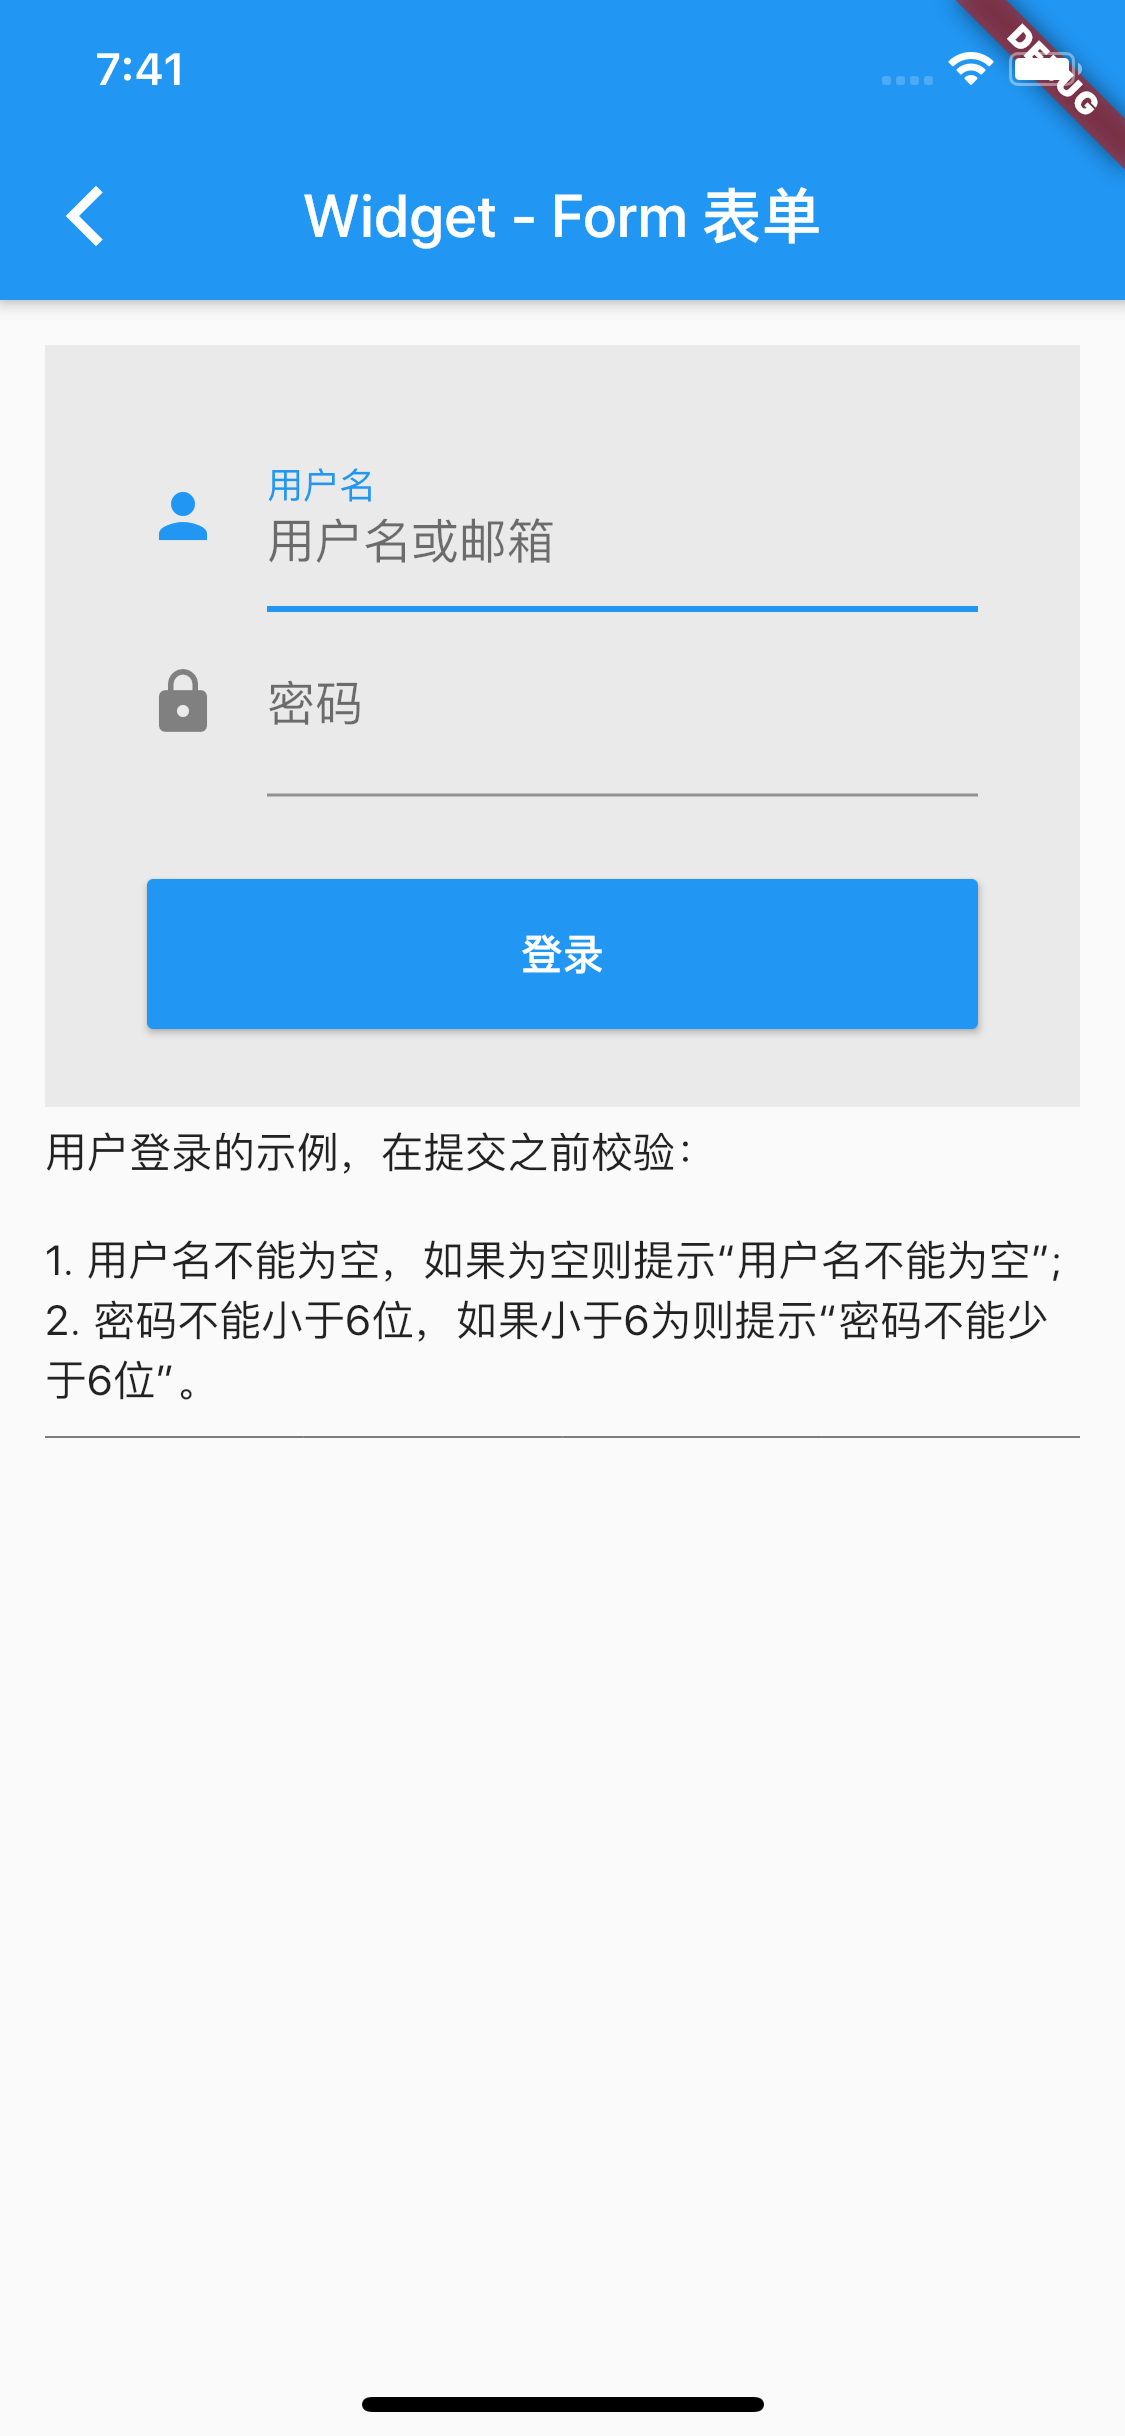 7:41
DEBUG
Widget - Form 表单
用户名
用户名或邮箱
密码
登录
用户登录的示例，在提交之前校验：
1. 用户名不能为空，如果为空则提示“用户名不能为空”;
2. 密码不能小于6位，如果小于6为则提示“密码不能少
于6位”。